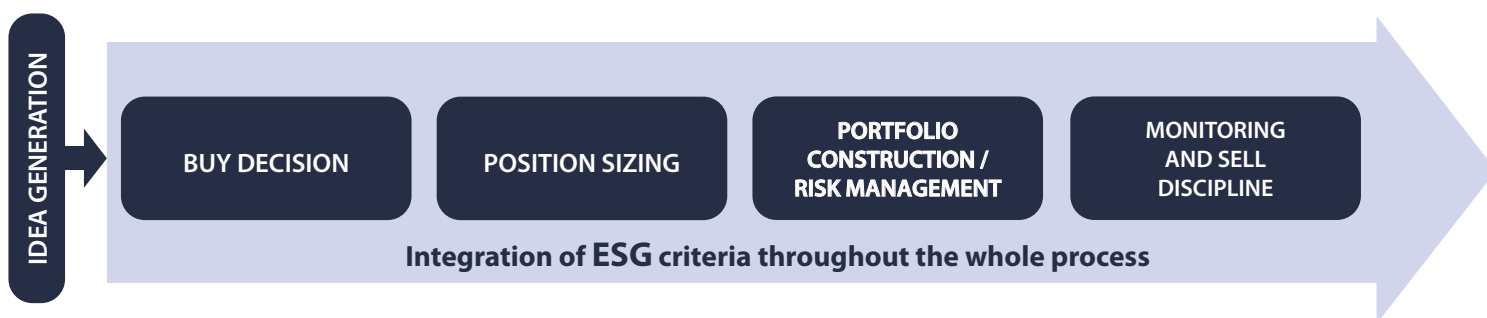 IDEA GENERATION
BUY DECISION
POSITION SIZING
PORTFOLIO
CONSTRUCTION /
RISK MANAGEMENT
MONITORING
AND SELL
DISCIPLINE
Integration of ESG criteria throughout the whole process